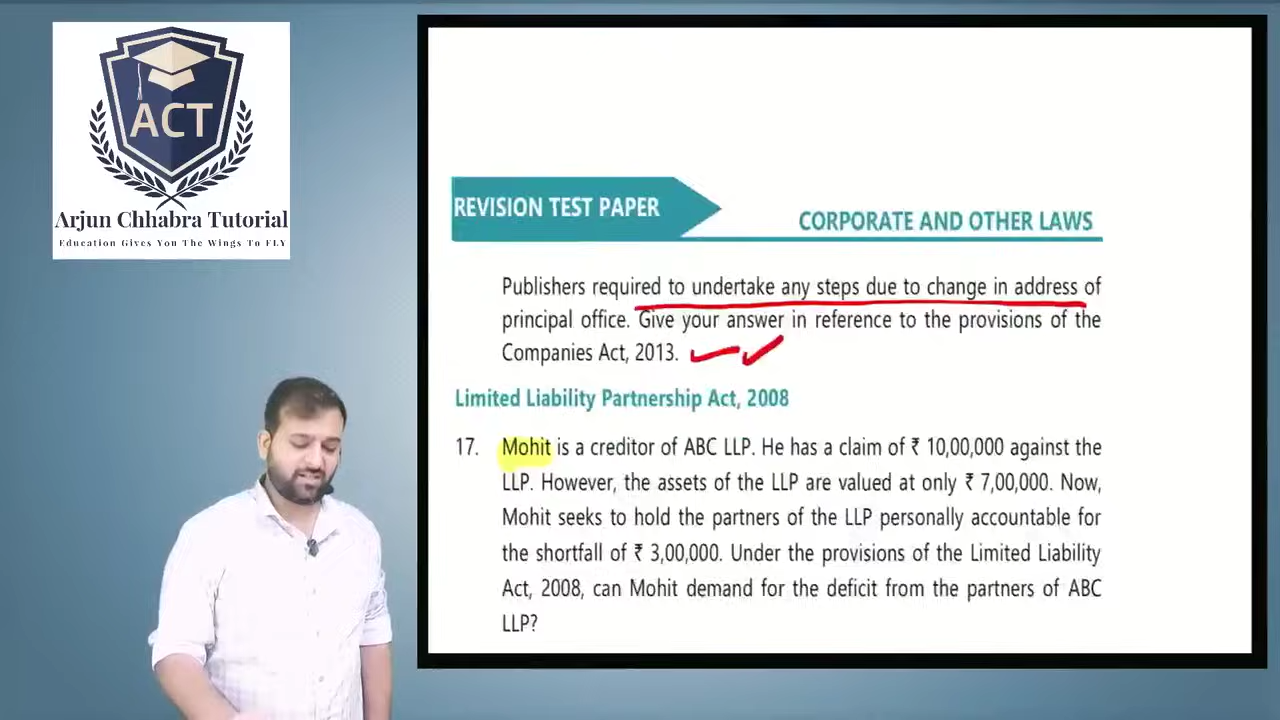 ACT
Arjun Chhabra Tutorial
Education Gives You The Wings To FLY
REVISION TEST PAPER
CORPORATE AND OTHER LAWS
Publishers required to undertake any steps due to change in address of
principal office. Give your answer in reference to the provisions of the
Companies Act, 2013.
Limited Liability Partnership Act, 2008
17. Mohit is a creditor of ABC LLP. He has a claim of ₹ 10,00,000 against the
LLP. However, the assets of the LLP are valued at only ₹ 7,00,000. Now,
Mohit seeks to hold the partners of the LLP personally accountable for
the shortfall of ₹ 3,00,000. Under the provisions of the Limited Liability
Act, 2008, can Mohit demand for the deficit from the partners of ABC
LLP?